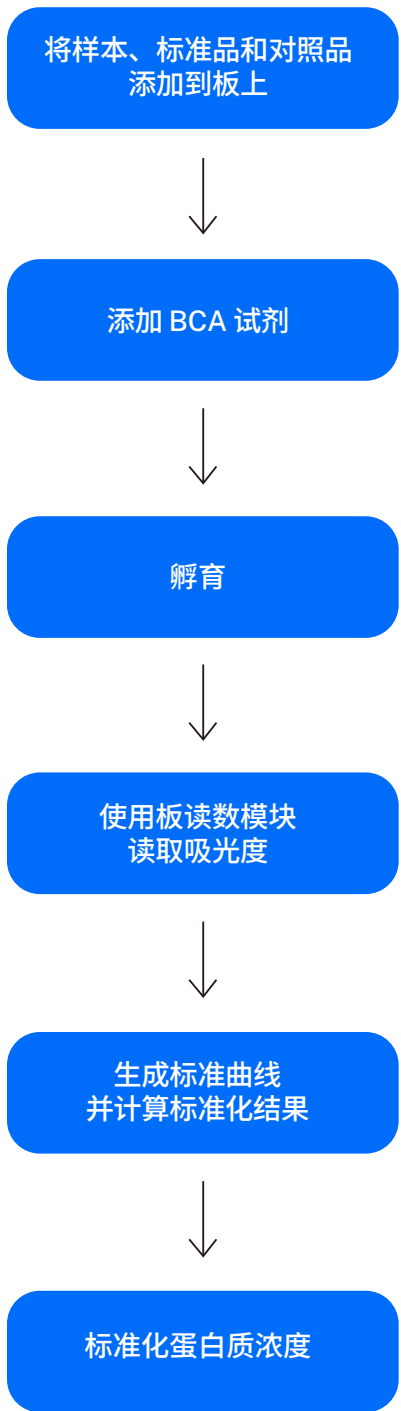 将样本、标准品和对照品
添加到板上
添加 BCA 试剂
孵育
使用板读数模块
读取吸光度
生成标准曲线
并计算标准化结果
标准化蛋白质浓度